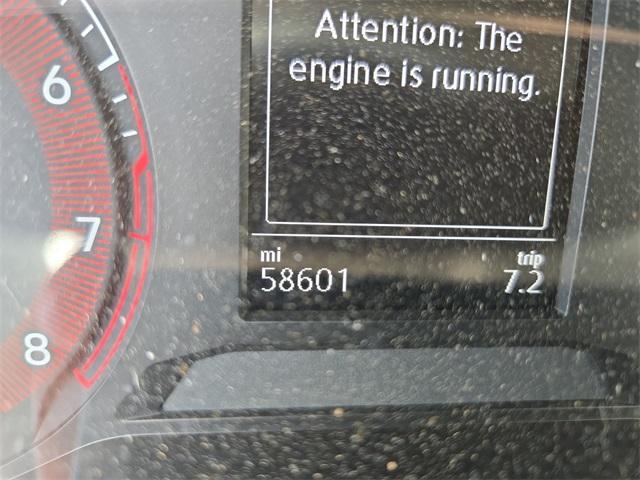 Attention: The
engine is running.
6
7
8
mi
trip
58601
7.2